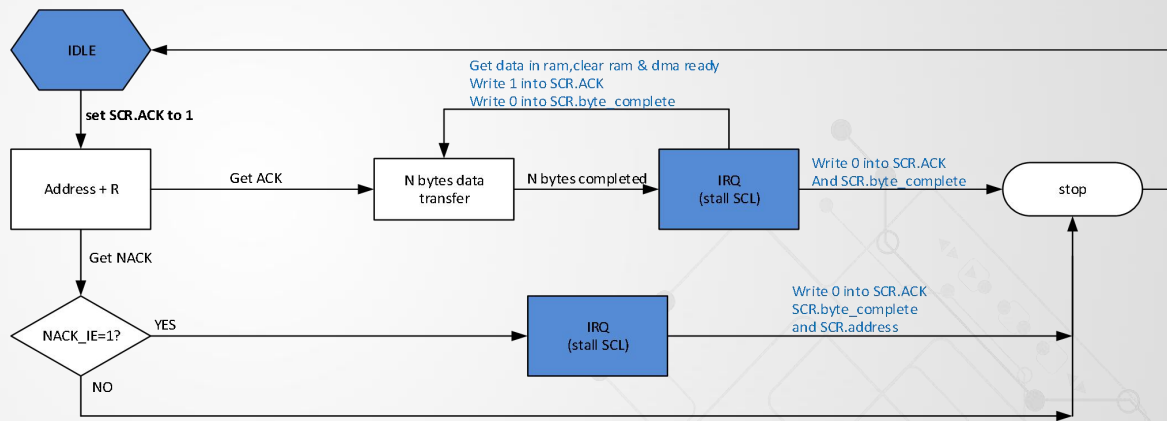 IDLE
Get data in ram,clear ram & dma ready
Write 1 into SCR.ACK
Write 0 into SCR.byte_complete
set SCR.ACK to 1
Address + R
Get ACK
N bytes data
transfer
N bytes completed
IRQ
(stall SCL)
Write 0 into SCR.ACK
And SCR.byte_complete
stop
Get NACK
NACK_IE=1?
YES
IRQ
(stall SCL)
Write 0 into SCR.ACK
SCR.byte_complete
and SCR.address
NO